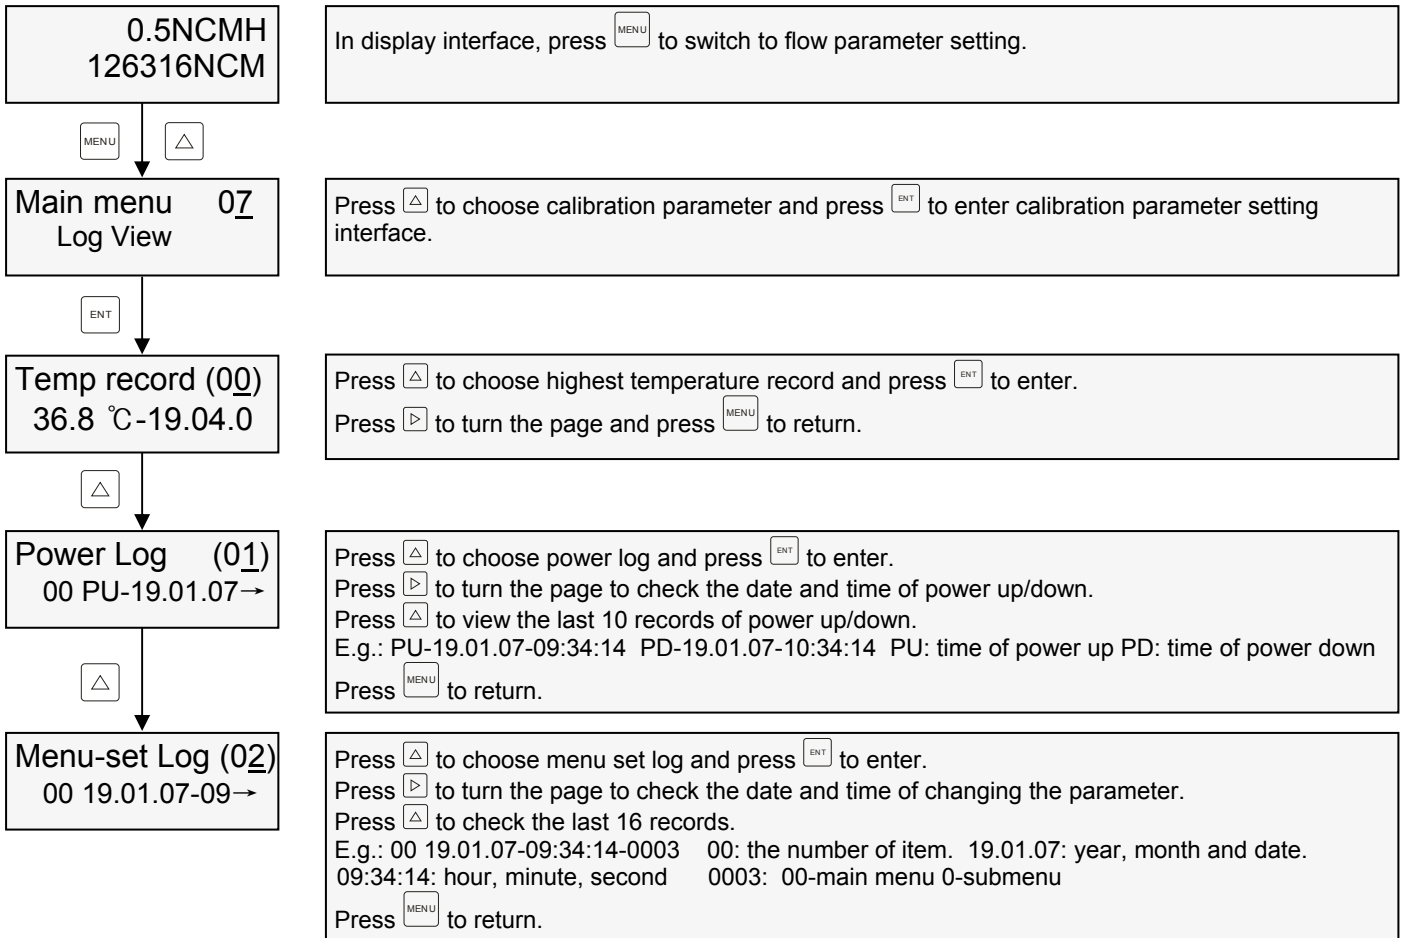 0.5NCMH
126316NCM
In display interface, press MENU to switch to flow parameter setting.
MENU △
Main menu 07
Log View
Press △ to choose calibration parameter and press ENT to enter calibration parameter setting
interface.
ENT
Temp record (00)
36.8 ℃-19.04.0
Press △ to choose highest temperature record and press ENT to enter.
Press ▷ to turn the page and press MENU to return.
△
Power Log (01)
00 PU-19.01.07→
Press △ to choose power log and press ENT to enter.
Press ▷ to turn the page to check the date and time of power up/down.
Press △ to view the last 10 records of power up/down.
E.g.: PU-19.01.07-09:34:14 PD-19.01.07-10:34:14 PU: time of power up PD: time of power down
Press MENU to return.
△
Menu-set Log (02)
00 19.01.07-09→
Press △ to choose menu set log and press ENT to enter.
Press ▷ to turn the page to check the date and time of changing the parameter.
Press △ to check the last 16 records.
E.g.: 00 19.01.07-09:34:14-0003 00: the number of item. 19.01.07: year, month and date.
09:34:14: hour, minute, second 0003: 00-main menu 0-submenu
Press MENU to return.